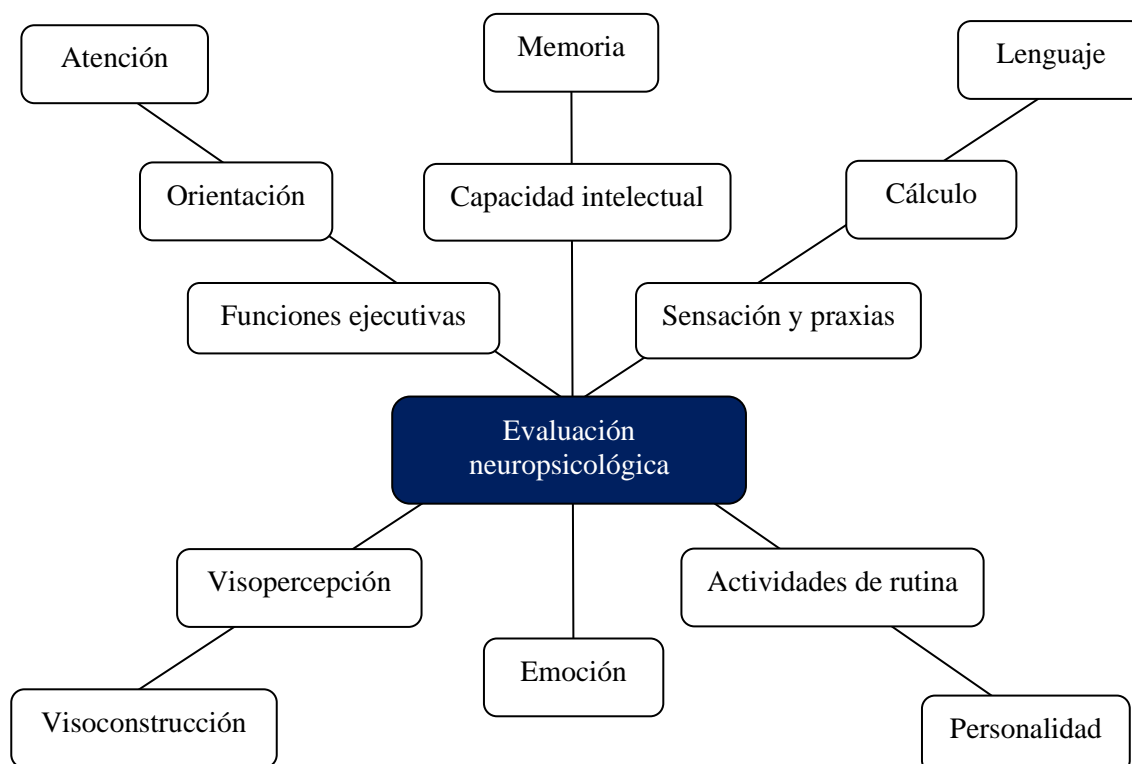 Atención
Memoria
Lenguaje
Orientación
Capacidad intelectual
Cálculo
Funciones ejecutivas
Sensación y praxias
Evaluación
neuropsicológica
Visopercepción
Actividades de rutina
Emoción
Visoconstrucción
Personalidad